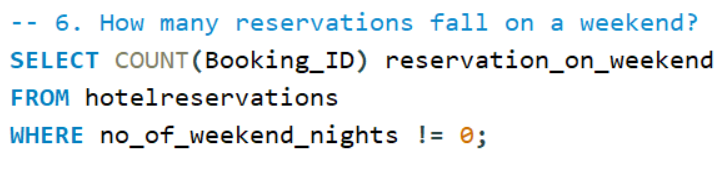 -- 6. How many reservations fall on a weekend?
SELECT COUNT(Booking_ID) reservation_on_weekend
FROM hotelreservations
WHERE no_of_weekend_nights != 0;